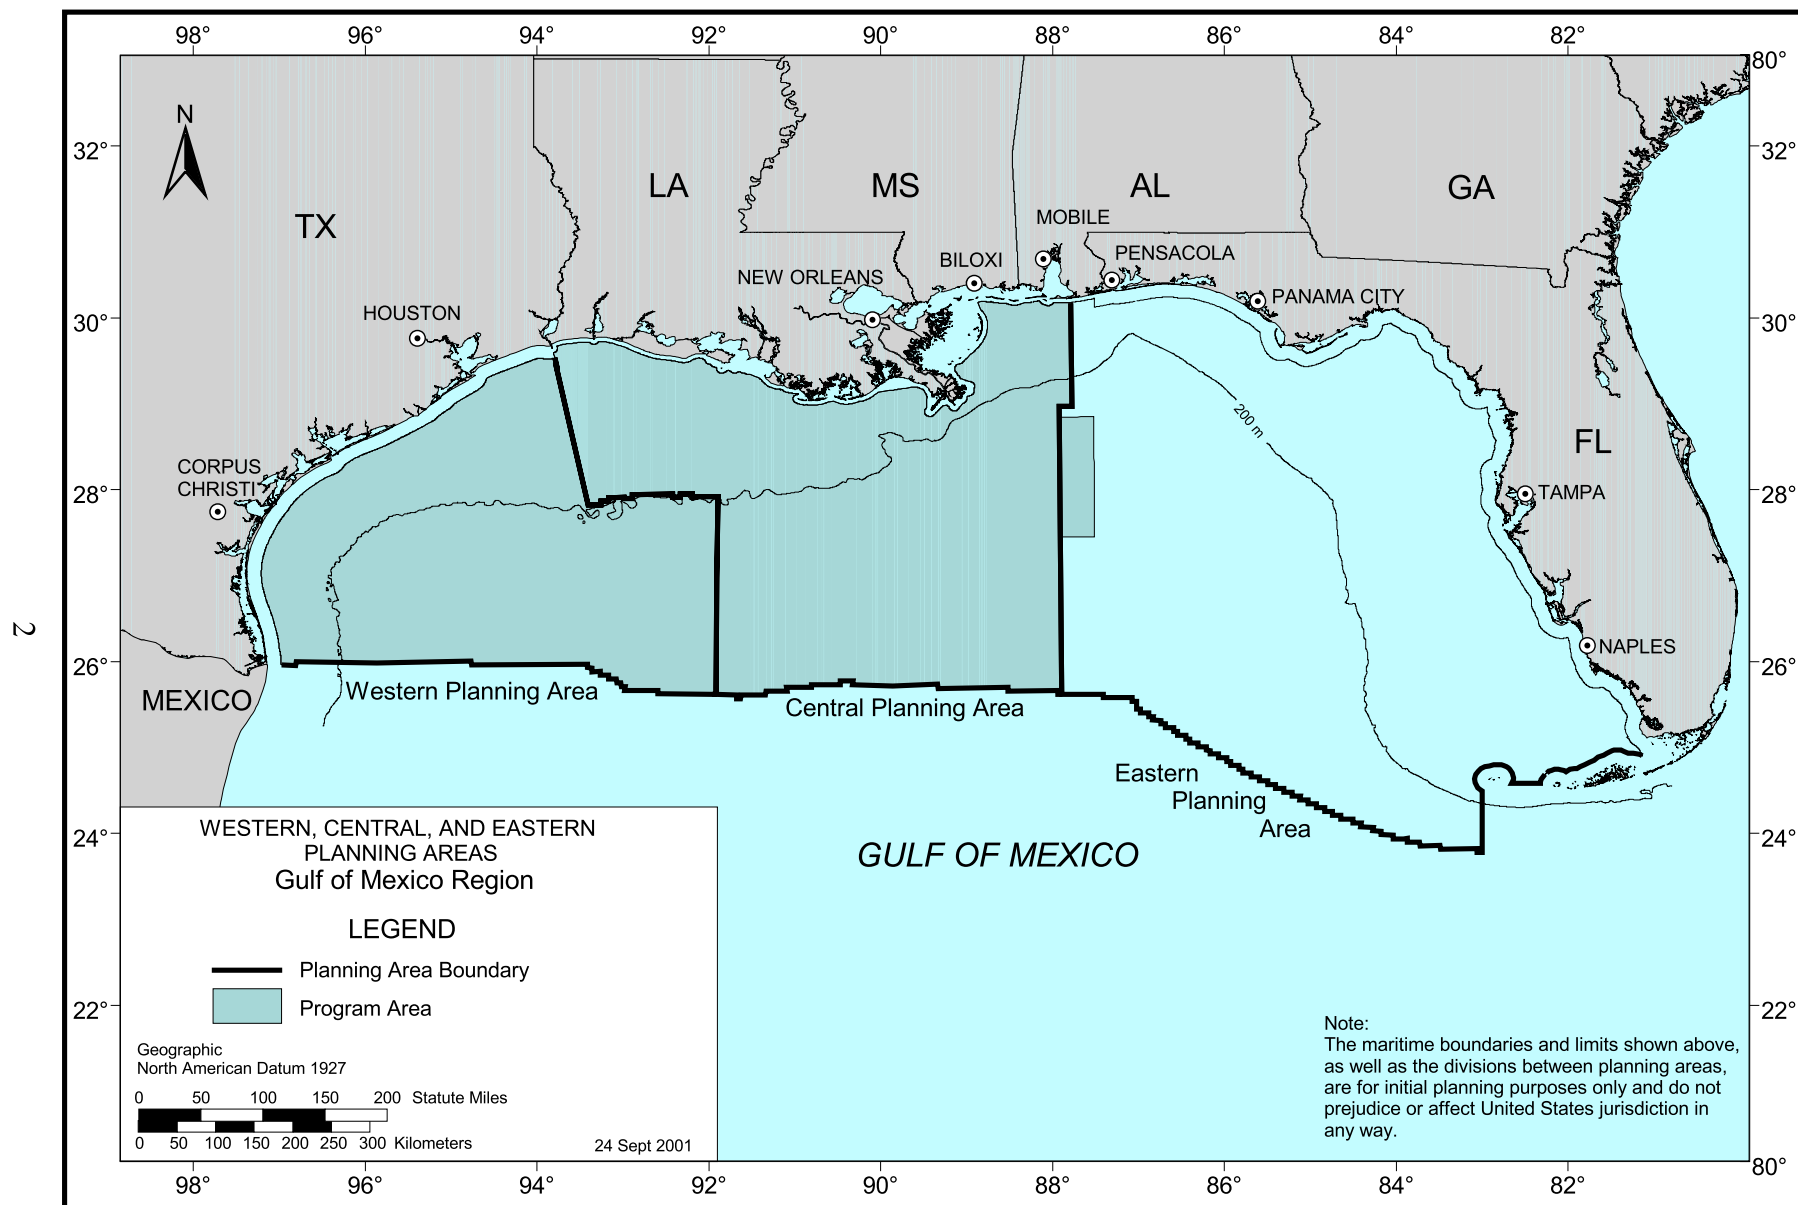 98° 96° 94° 92° 90° 88° 86° 84° 82°
80°
N
32° 32°
LA MS AL GA
TX
MOBILE
BILOXI PENSACOLA
NEW ORLEANS
PANAMA CITY
HOUSTON
30° 30°
200 m
FL
CORPUS
CHRISTI
28° 28°
TAMPA
2
NAPLES
26° 26°
MEXICO
Western Planning Area
Central Planning Area
Eastern
Planning
Area
24° 24°
GULF OF MEXICO
WESTERN, CENTRAL, AND EASTERN
PLANNING AREAS
Gulf of Mexico Region
LEGEND
Planning Area Boundary
Program Area
22° 22°
Geographic
North American Datum 1927
0 50 100 150 200 Statute Miles
0 50 100 150 200 250 300 Kilometers
24 Sept 2001
Note:
The maritime boundaries and limits shown above,
as well as the divisions between planning areas,
are for initial planning purposes only and do not
prejudice or affect United States jurisdiction in
any way.
80°
98° 96° 94° 92° 90° 88° 86° 84° 82°